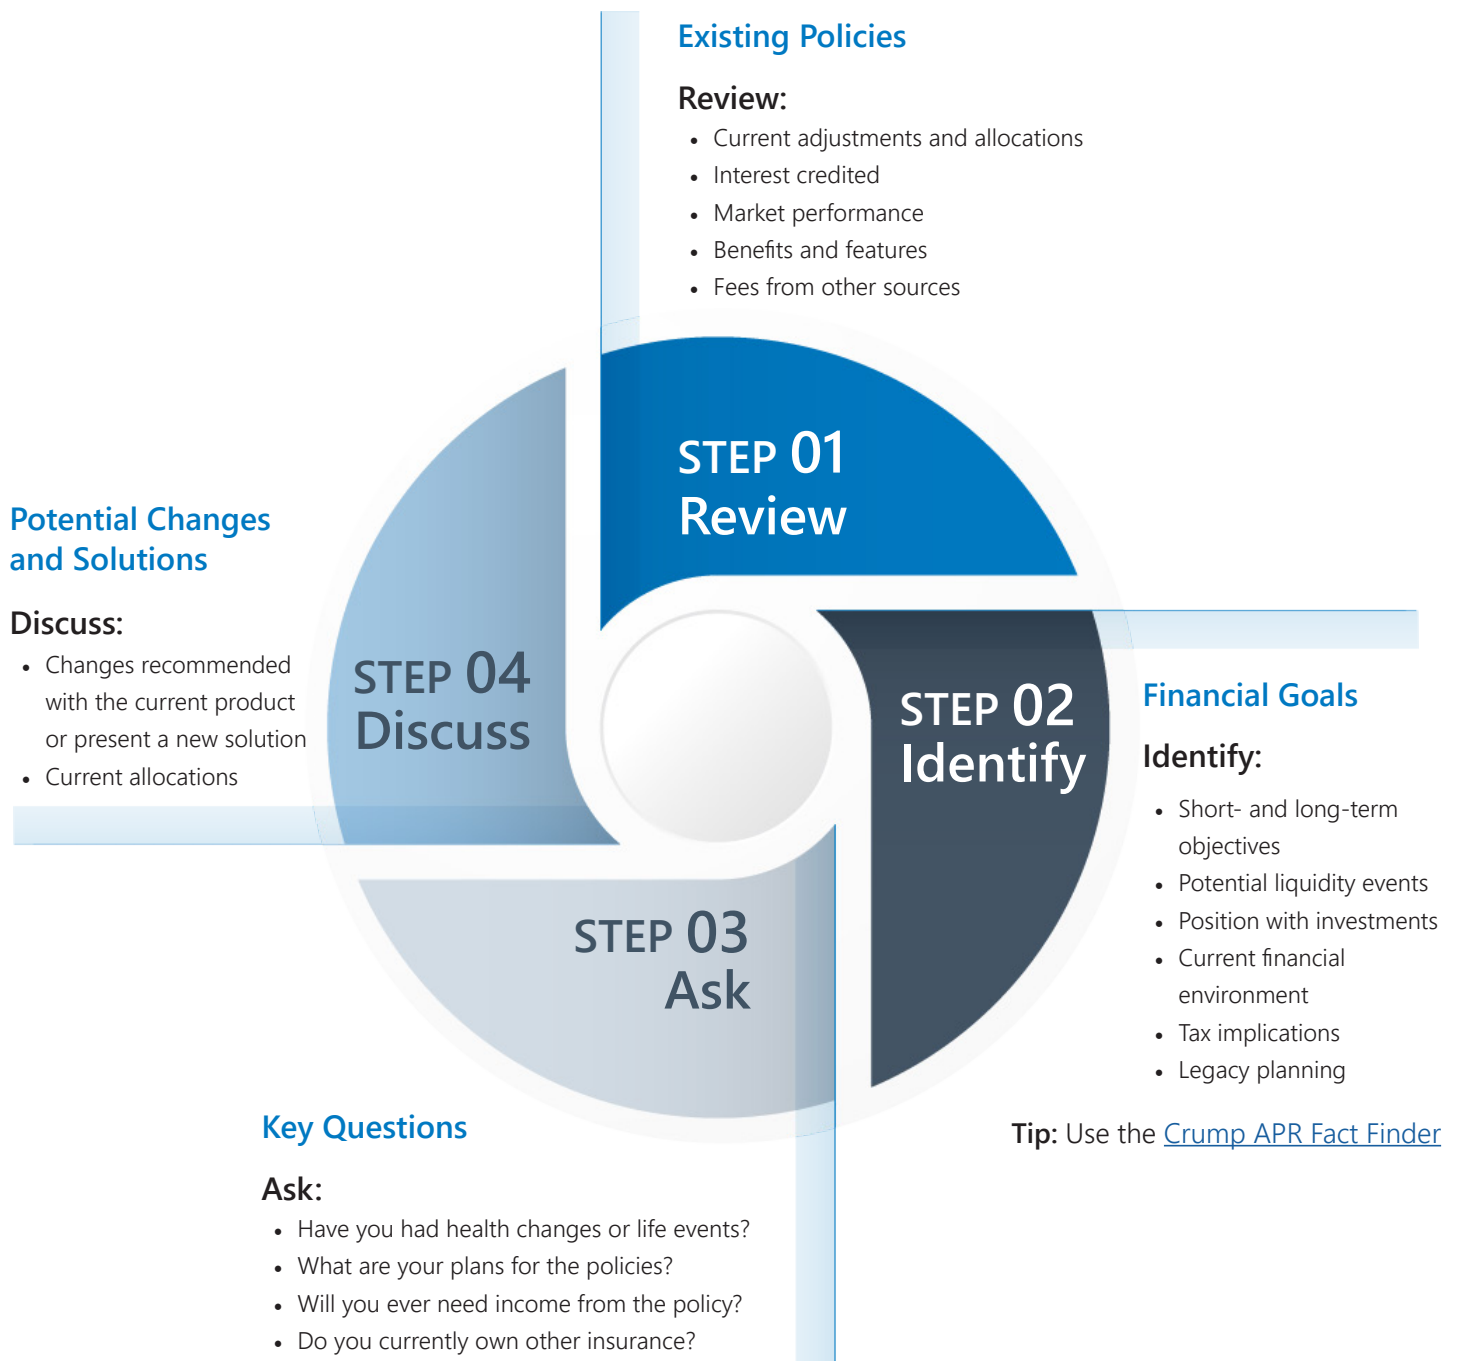 Existing Policies
Review:
• Current adjustments and allocations
• Interest credited
• Market performance
• Benefits and features
• Fees from other sources
STEP 01
Review
STEP 02
Identify
Financial Goals
Identify:
• Short- and long-term
objectives
• Potential liquidity events
• Position with investments
• Current financial
environment
• Tax implications
• Legacy planning
Tip: Use the Crump APR Fact Finder
STEP 03
Ask
Key Questions
Ask:
• Have you had health changes or life events?
• What are your plans for the policies?
• Will you ever need income from the policy?
• Do you currently own other insurance?
STEP 04
Discuss
Potential Changes
and Solutions
Discuss:
• Changes recommended
with the current product
or present a new solution
• Current allocations